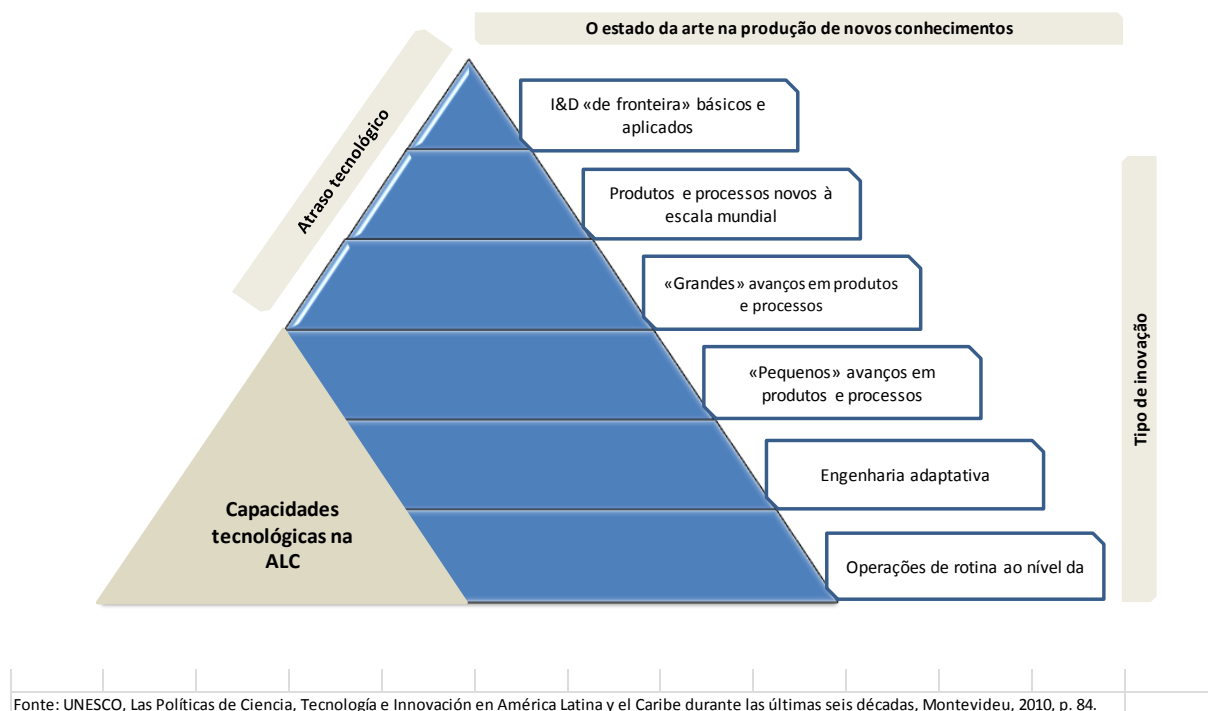 O estado da arte na produção de novos conhecimentos
Atraso tecnológico
I&D «de fronteira» básicos e
aplicados
Produtos e processos novos à
escala mundial
«Grandes» avanços em produtos
e processos
«Pequenos» avanços em
produtos e processos
Engenharia adaptativa
Operações de rotina ao nível da
Tipo de inovação
Capacidades
tecnológicas na
ALC
Fonte: UNESCO, Las Políticas de Ciencia, Tecnología e Innovación en América Latina y el Caribe durante las últimas seis décadas, Montevideu, 2010, p. 84.